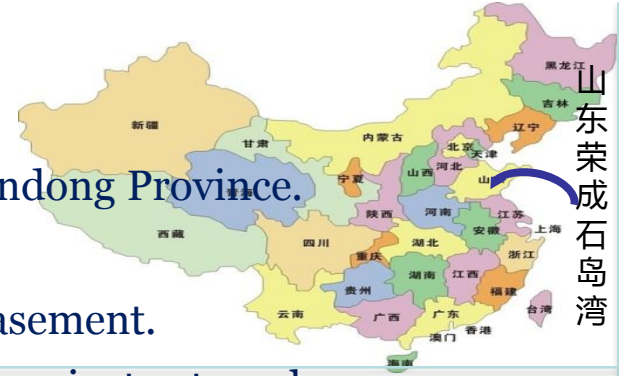 黑龙江
吉林
辽宁
新疆
甘肃
内蒙古
北京
天津
宁夏
山西
河北
山
ndong Province.
青海
陕西
河南
江苏
西藏
四川
重庆
湖北
安徽
上海
浙江
湖南
江西
贵州
福建
云南
广西
广东
台湾
澳门
香港
海南
asement.
山东荣成石岛湾